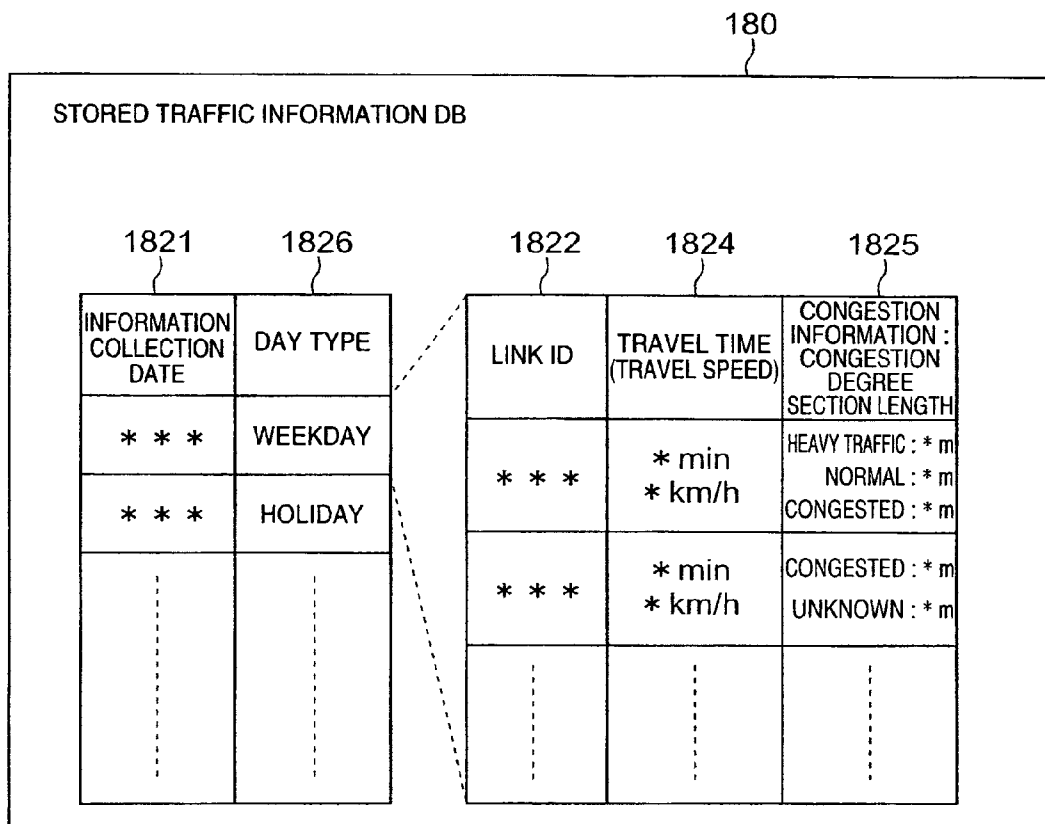 180
STORED TRAFFIC INFORMATION DB
1821
1826
INFORMATION
COLLECTION
DATE
DAY TYPE
* * *
WEEKDAY
* * *
HOLIDAY
1822
1824
1825
LINK ID
TRAVEL TIME
(TRAVEL SPEED)
CONGESTION
INFORMATION :
CONGESTION
DEGREE
SECTION LENGTH
* * *
* min
* km/h
HEAVY TRAFFIC : * m
NORMAL : * m
CONGESTED : * m
* * *
* min
* km/h
CONGESTED : * m
UNKNOWN : * m